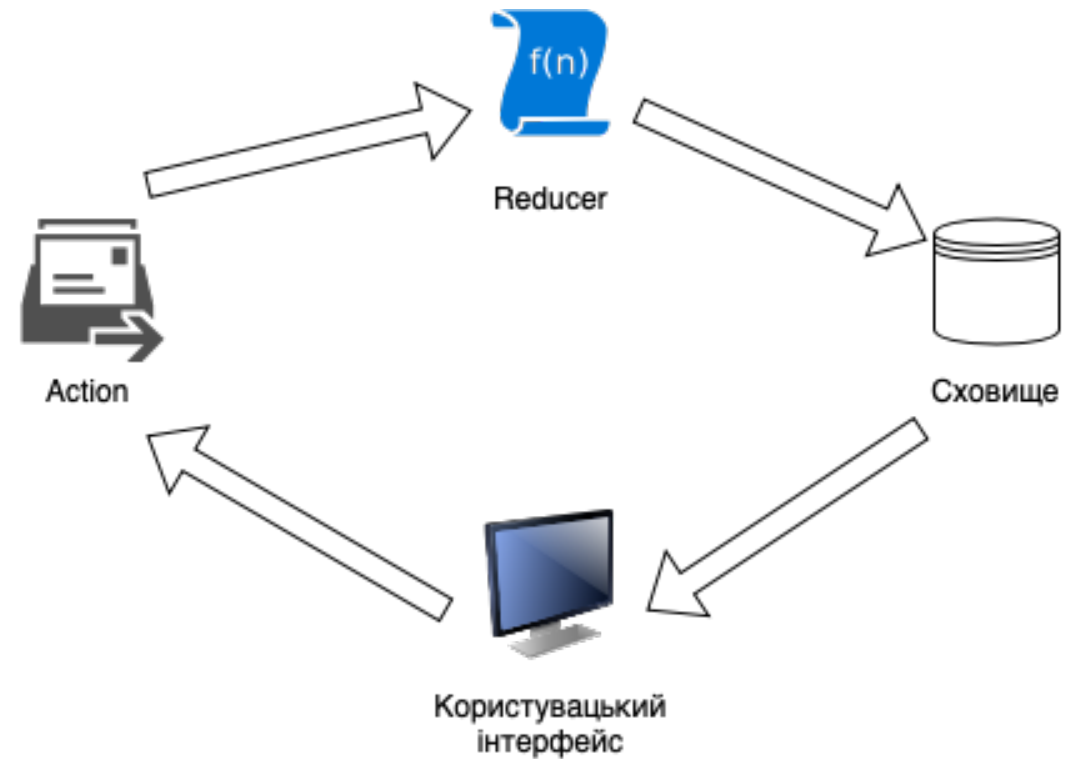 f(n)
Reducer
Action
Сховище
Користувацький
інтерфейс